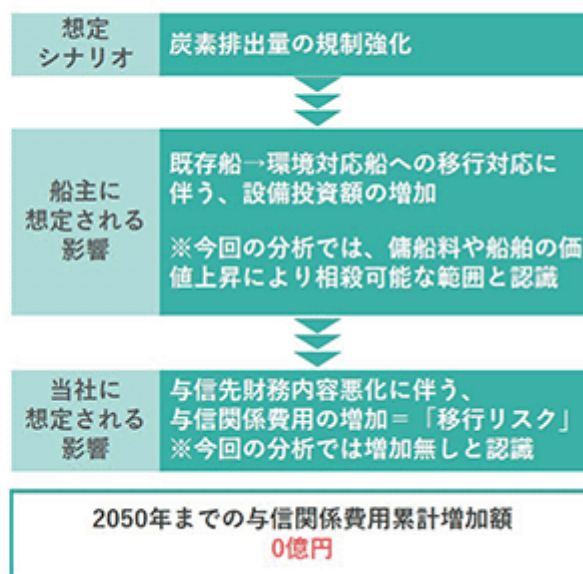 想定
シナリオ
炭素排出量の規制強化
船主に
想定される
影響
既存船→環境対応船への移行対応に
伴う、設備投資額の増加
※今回の分析では、傭船料や船舶の価
値上昇により相殺可能な範囲と認識
当社に
想定される
影響
与信先財務内容悪化に伴う、
与信関係費用の増加＝「移行リスク」
※今回の分析では増加無しと認識
2050年までの与信関係費用累計増加額
0億円